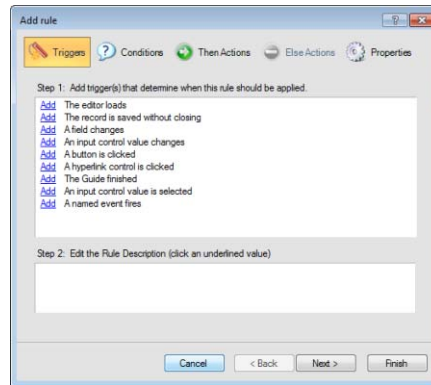 Add rule
Triggers Conditions Then Actions Else Actions Properties
Step 1: Add trigger(s) that determine when this rule should be applied.
Add The editor loads
Add The record is saved without closing
Add A field changes
Add An input control value changes
Add A button is clicked
Add A hyperlink control is clicked
Add The Guide finished
Add An input control value is selected
Add A named event fires
Step 2: Edit the Rule Description (click an underlined value)
Cancel < Back Next > Finish